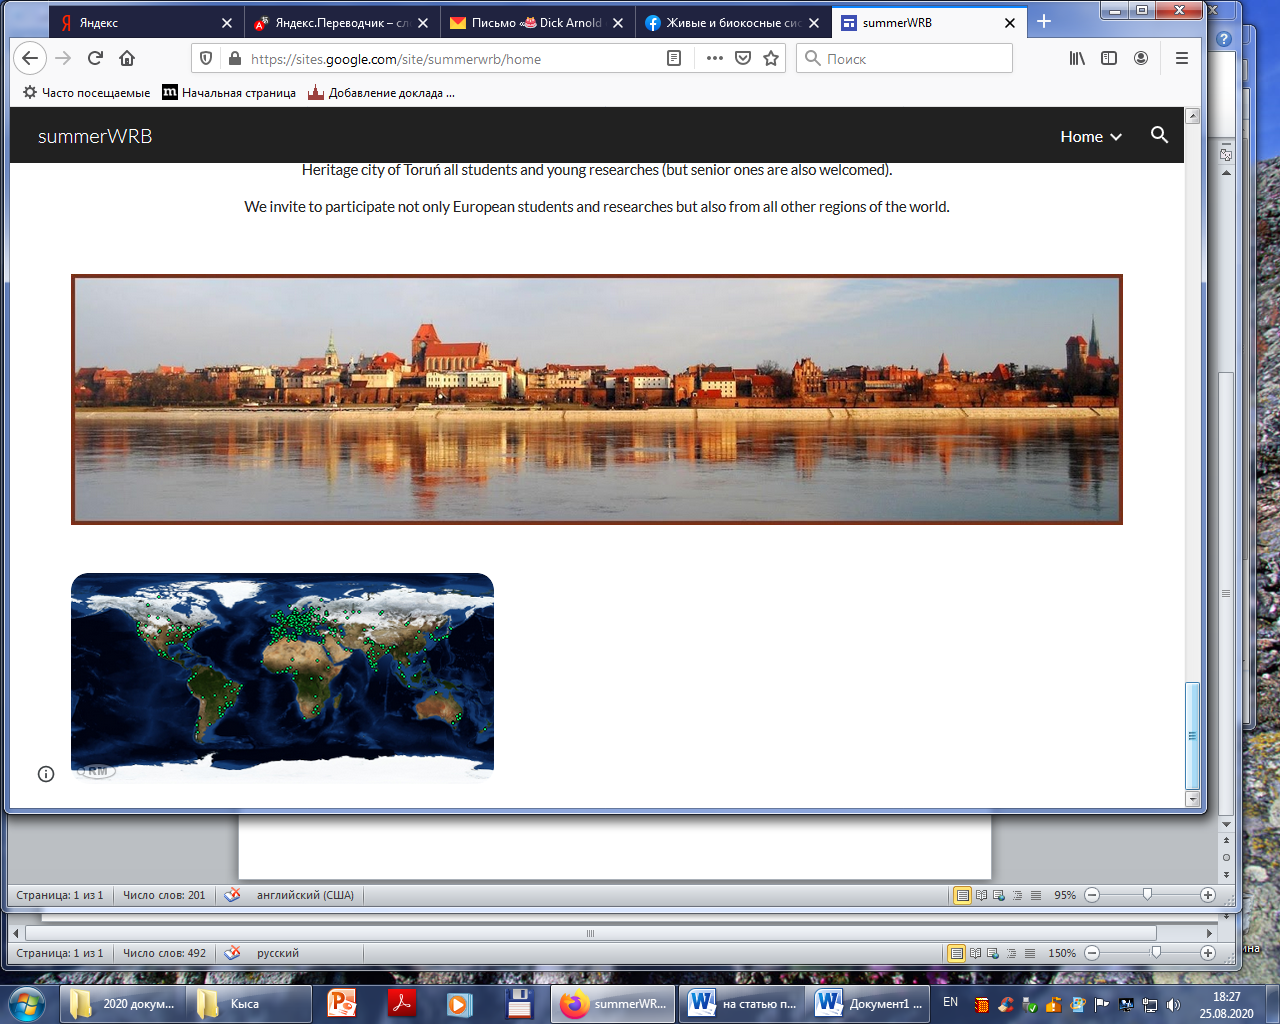 Яндекс
Яндекс.Переводчик – сл
Письмо « Dick Arnold
Живые и биокосные сис
summerWRB
https://sites.google.com/site/summerwrb/home
Поиск
Часто посещаемые
Начальная страница
Добавление доклада ...
summerWRB
Home
Heritage city of Toruń all students and young researches (but senior ones are also welcomed).
We invite to participate not only European students and researches but also from all other regions of the world.
RM
Страница: 1 из 1
Число слов: 201
английский (США)
95%
Страница: 1 из 1
Число слов: 492
русский
150%
2020 докум...
Кыса
summerWR...
на статью п...
Документ1 ...
EN
18:27
25.08.2020